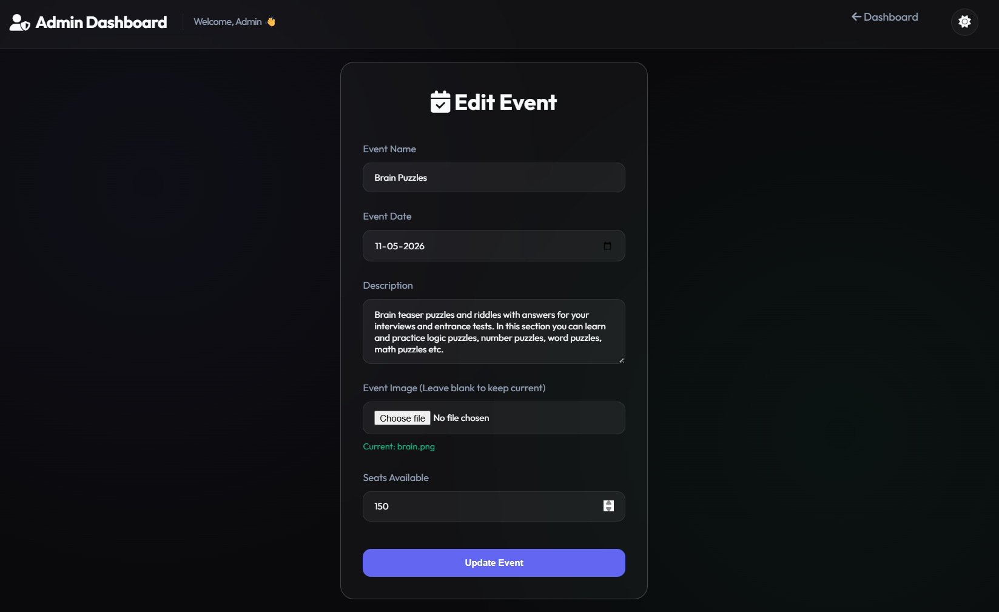 Admin Dashboard
Welcome, Admin 👋
Dashboard
Edit Event
Event Name
Brain Puzzles
Event Date
11-05-2026
Description
Brain teaser puzzles and riddles with answers for your
interviews and entrance tests. In this section you can learn
and practice logic puzzles, number puzzles, word puzzles,
math puzzles etc.
Event Image (Leave blank to keep current)
Choose file No file chosen
Current: brain.png
Seats Available
150
Update Event